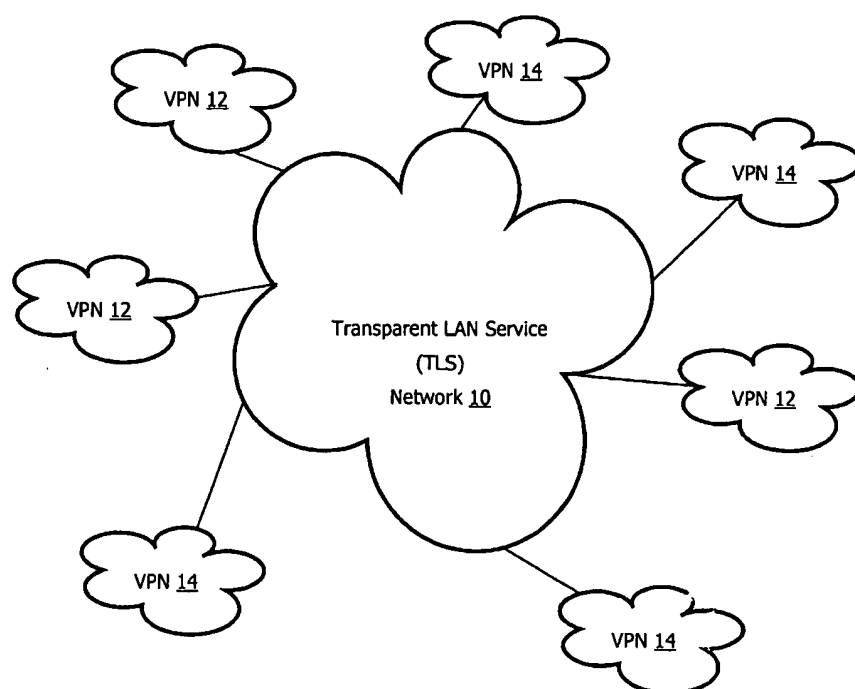 VPN 14
VPN 12
VPN 14
VPN 12
Transparent LAN Service
(TLS)
Network 10
VPN 12
VPN 14
VPN 14